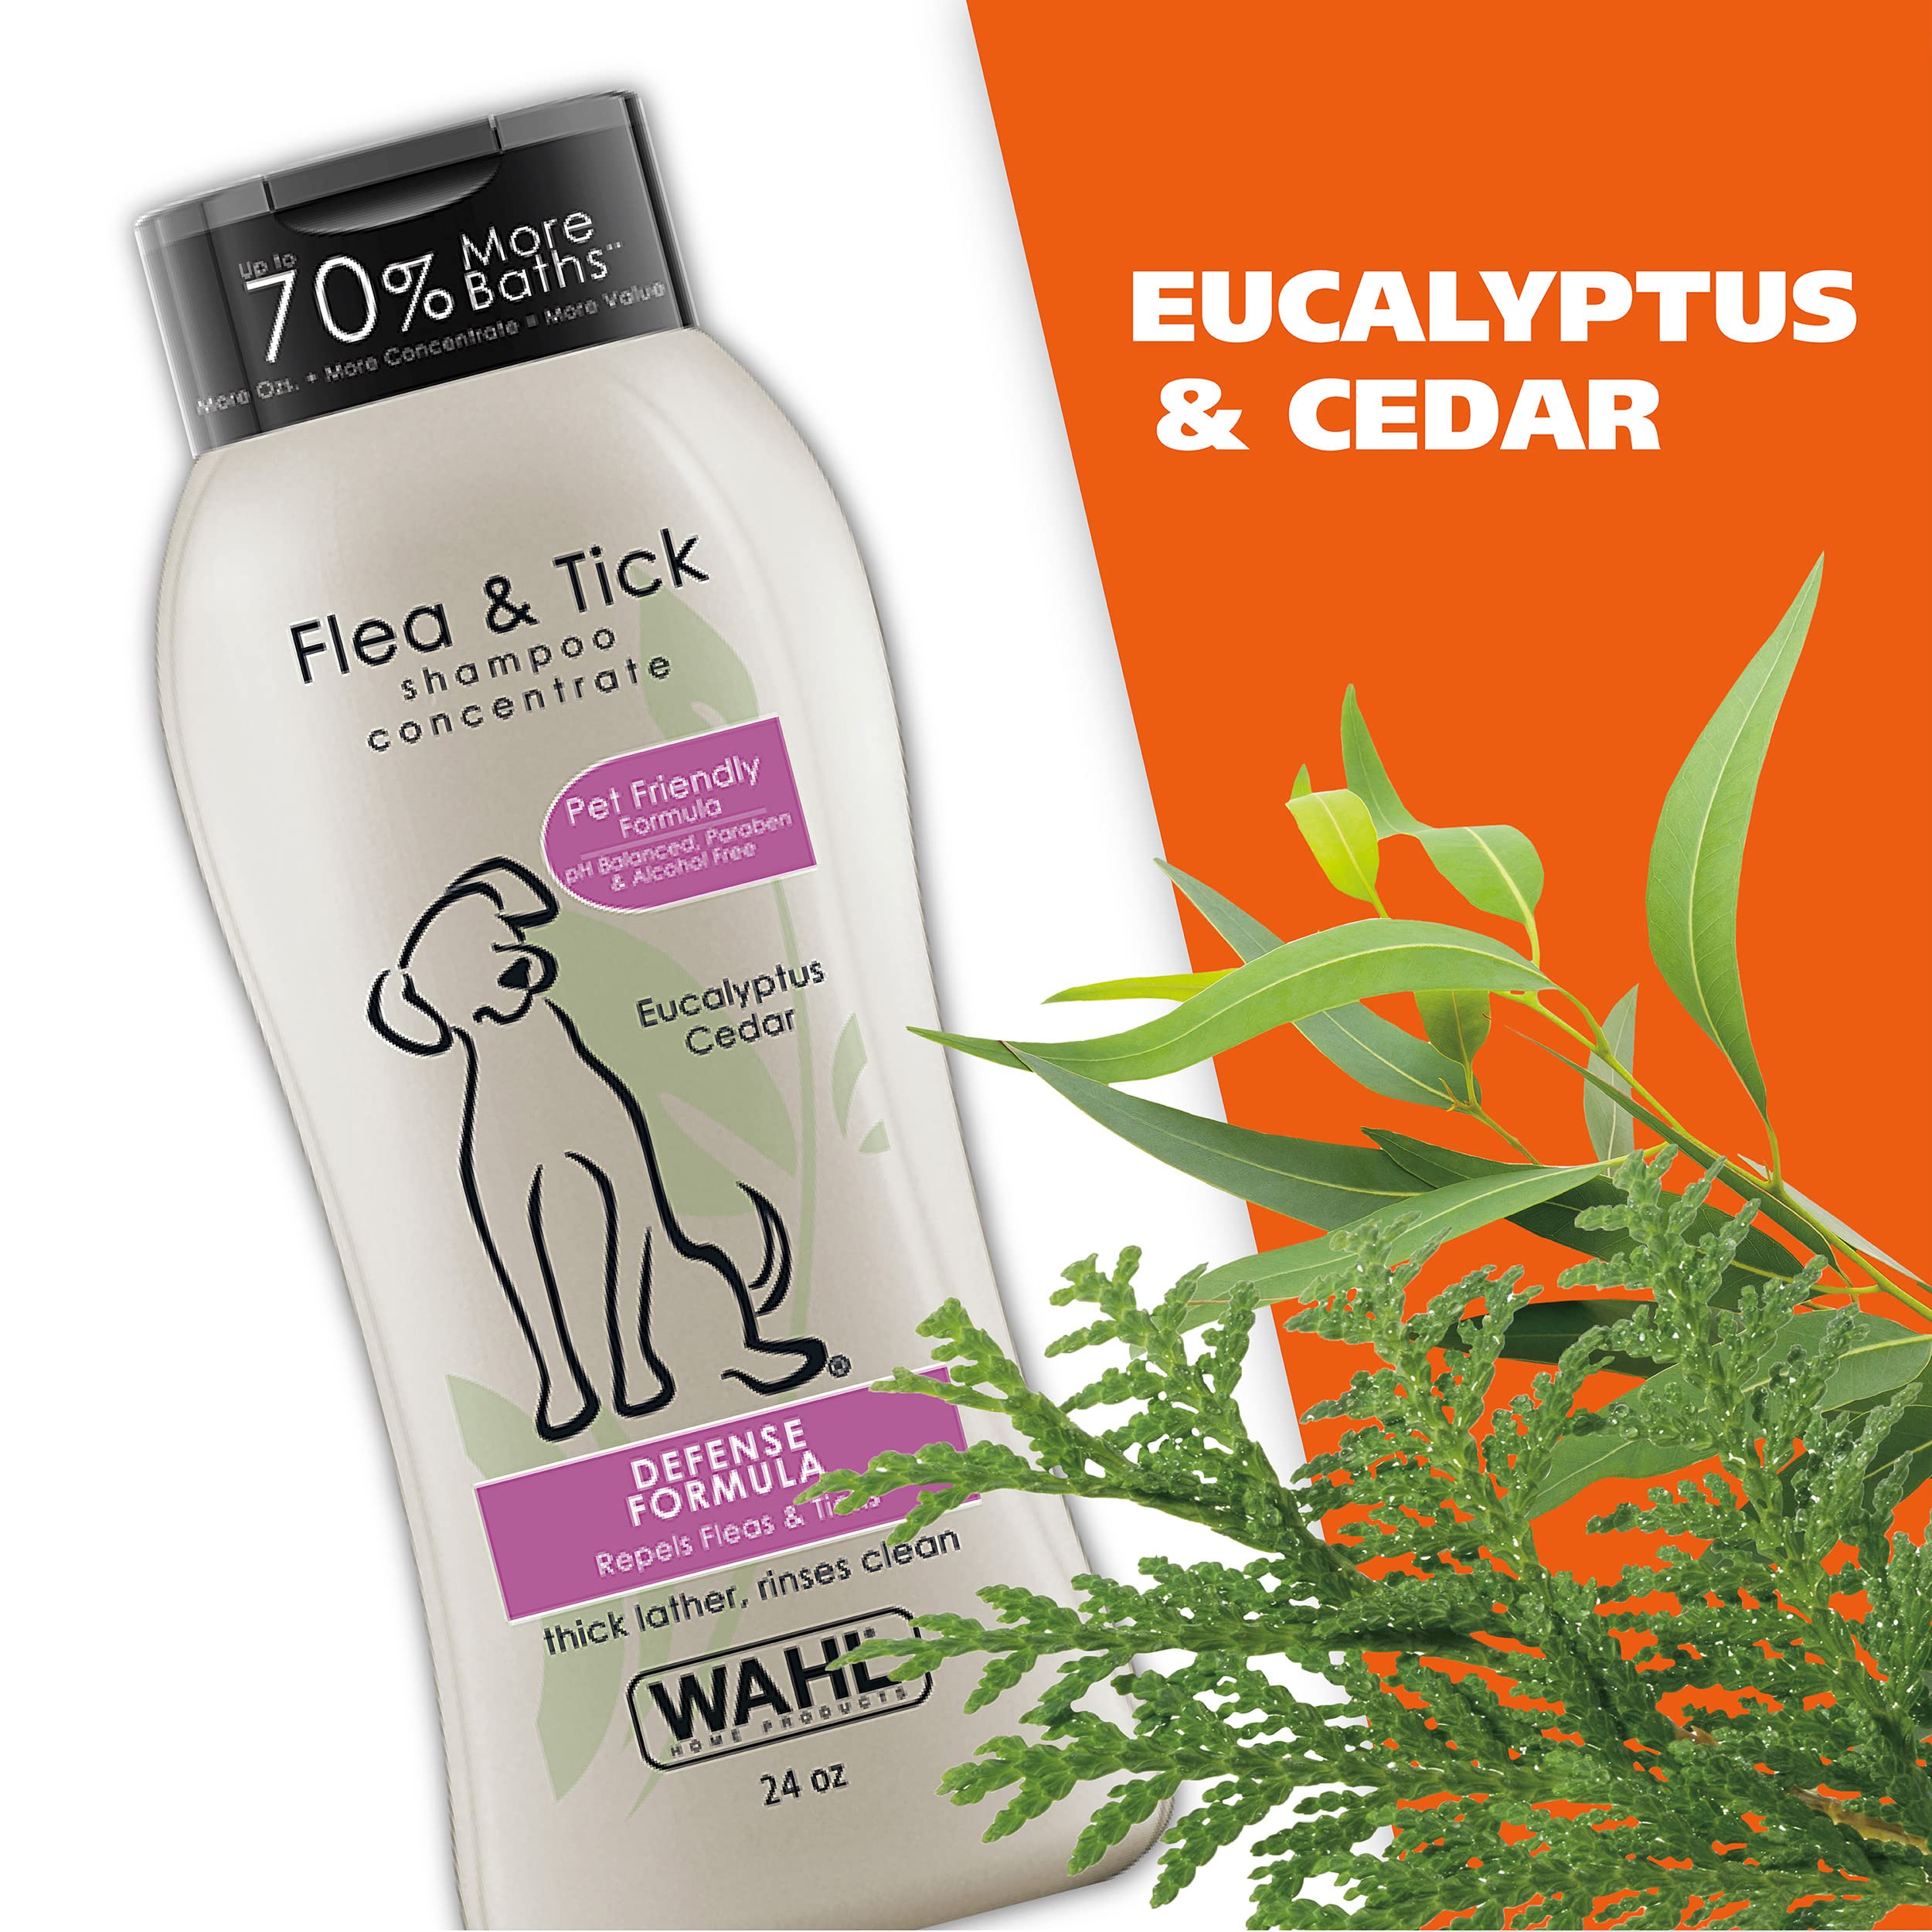 Up to
70% More
Baths**
More Ozs. + More Concentrate = More Value
EUCALYPTUS
& CEDAR
Flea & Tick
shampoo
concentrate
Pet Friendly
Formula
pH Balanced, Paraben
& Alcohol Free
Eucalyptus
Cedar
®
DEFENSE
FORMULA
Repels Fleas &
thick lather, rinses clean
WAHL®
HOME PRODUCTS
24 oz